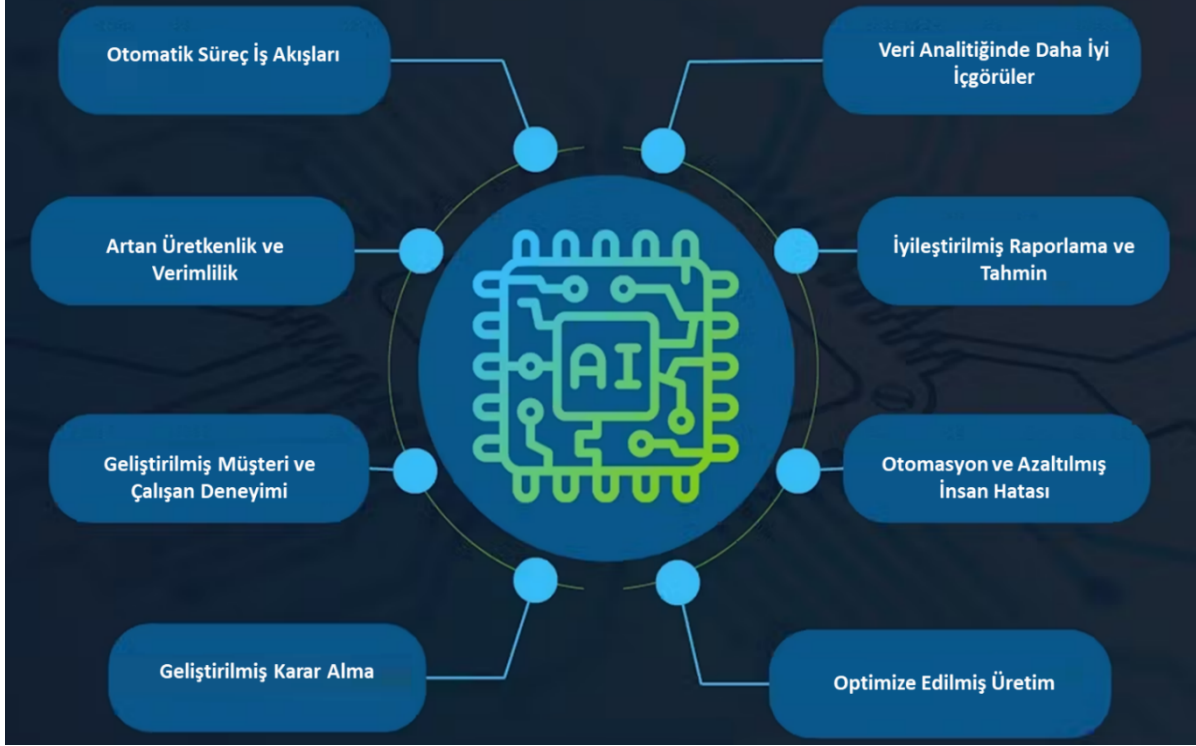 Otomatik Süreç İş Akışları
Veri Analitiğinde Daha İyi
İçgörüler
Artan Üretkenlik ve
Verimlilik
İyileştirilmiş Raporlama ve
Tahmin
AI
Geliştirilmiş Müşteri ve
Çalışan Deneyimi
Otomasyon ve Azaltılmış
İnsan Hatası
Geliştirilmiş Karar Alma
Optimize Edilmiş Üretim